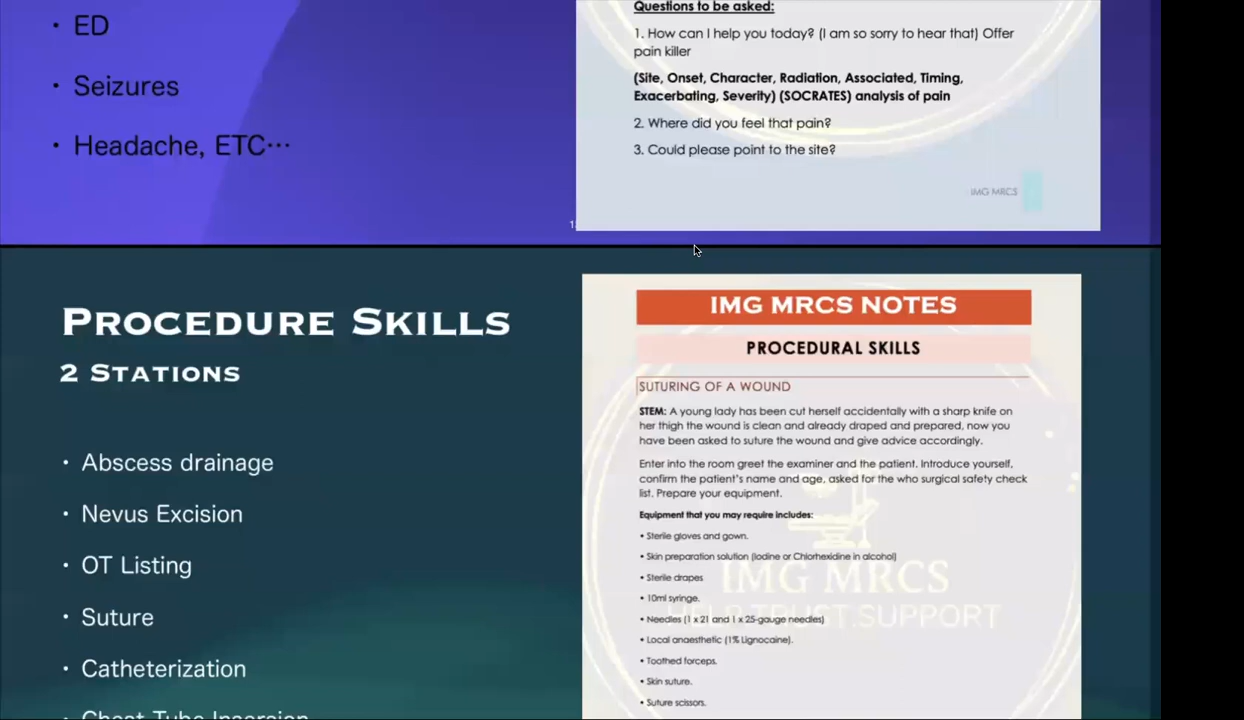 • ED
• Seizures
• Headache, ETC···
Questions to be asked:
1. How can I help you today? (I am so sorry to hear that) Offer
pain killer
(Site, Onset, Character, Radiation, Associated, Timing,
Exacerbating, Severity) (SOCRATES) analysis of pain
2. Where did you feel that pain?
3. Could please point to the site?
IMG MRCS
PROCEDURE SKILLS
2 STATIONS
• Abscess drainage
• Nevus Excision
• OT Listing
• Suture
• Catheterization
• Chest Tube Insersion
IMG MRCS NOTES
PROCEDURAL SKILLS
SUTURING OF A WOUND
STEM: A young lady has been cut herself accidentally with a sharp knife on
her thigh the wound is clean and already draped and prepared, now you
have been asked to suture the wound and give advice accordingly.
Enter into the room greet the examiner and the patient. Introduce yourself,
confirm the patient's name and age, asked for the who surgical safety check
list. Prepare your equipment.
Equipment that you may require includes:
• Sterile gloves and gown.
• Skin preparation solution (Iodine or Chlorhexidine in alcohol)
• Sterile drapes
• 10ml syringe.
• Needles (1 x 21 and 1 x 25-gauge needles)
• Local anaesthetic (1% Lignocaine).
• Toothed forceps.
• Skin suture.
• Suture scissors.
IMG MRCS
HELP.TRUST.SUPPORT